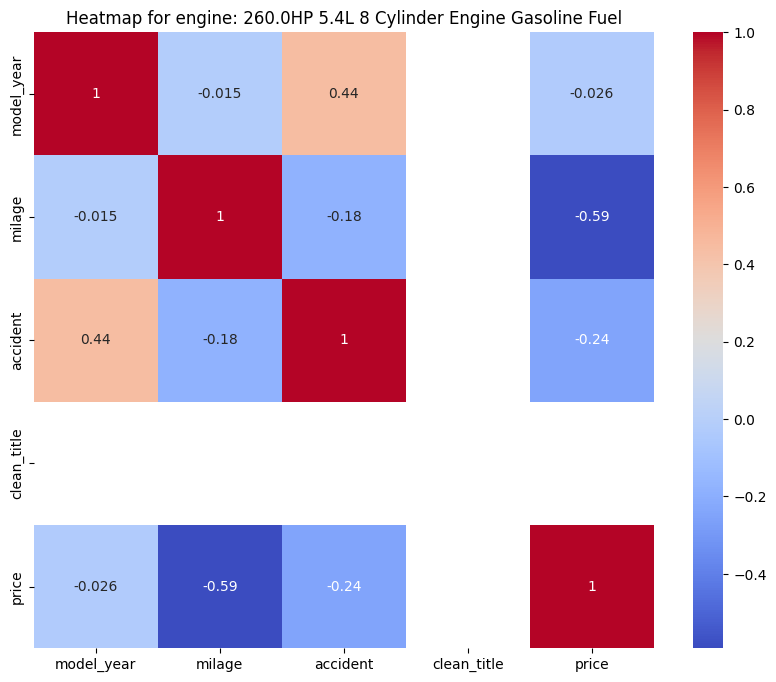 Heatmap for engine: 260.0HP 5.4L 8 Cylinder Engine Gasoline Fuel
model_year 1 -0.015 0.44 -0.026
milage -0.015 1 -0.18 -0.59
accident 0.44 -0.18 1 -0.24
clean_title
price -0.026 -0.59 -0.24 1
model_year milage accident clean_title price
1.0
0.8
0.6
0.4
0.2
0.0
−0.2
−0.4